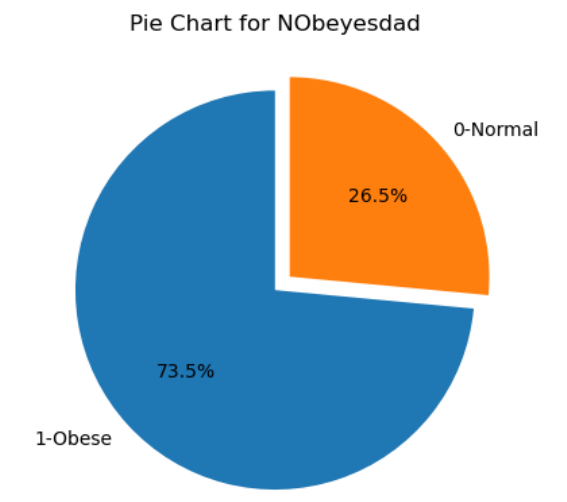 Pie Chart for NObeyesdad
0-Normal
26.5%
73.5%
1-Obese